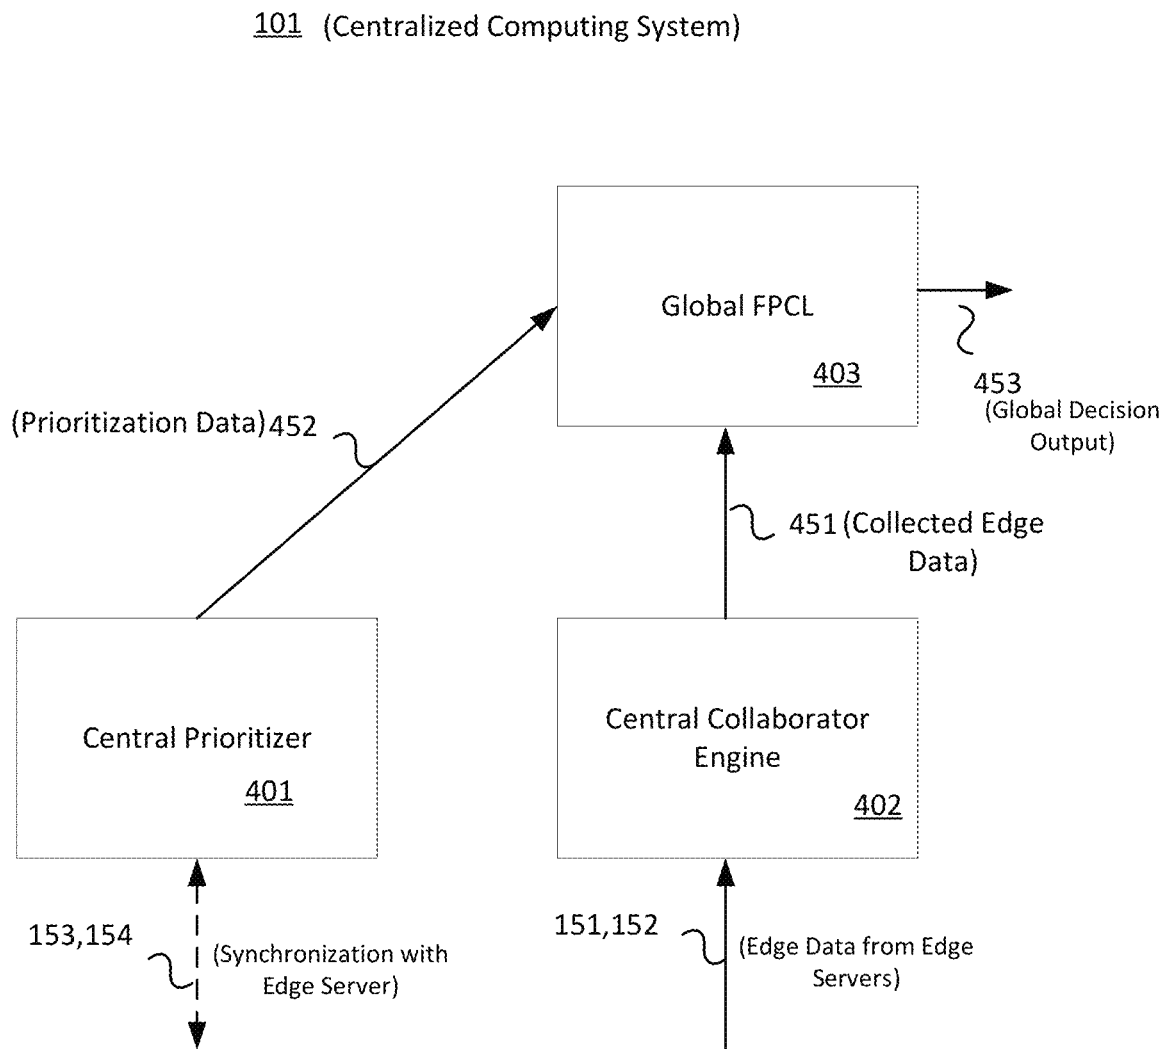 101 (Centralized Computing System)
Global FPCL
403
453
(Global Decision
Output)
(Prioritization Data) 452
451 (Collected Edge
Data)
Central Prioritizer
401
Central Collaborator
Engine
402
153,154
(Synchronization with
Edge Server)
151,152
(Edge Data from Edge
Servers)